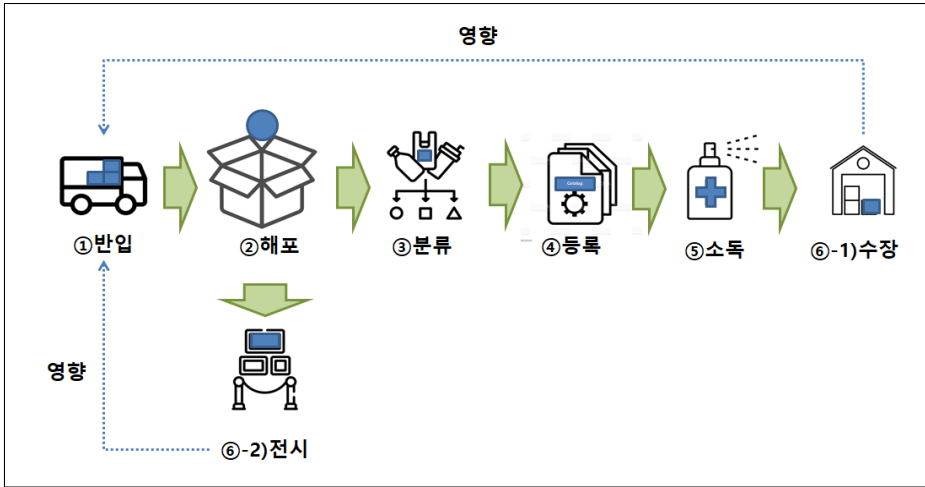 영향
①반입
②해포
③분류
Catalog
④등록
⑤소독
⑥-1)수장
영향
⑥-2)전시